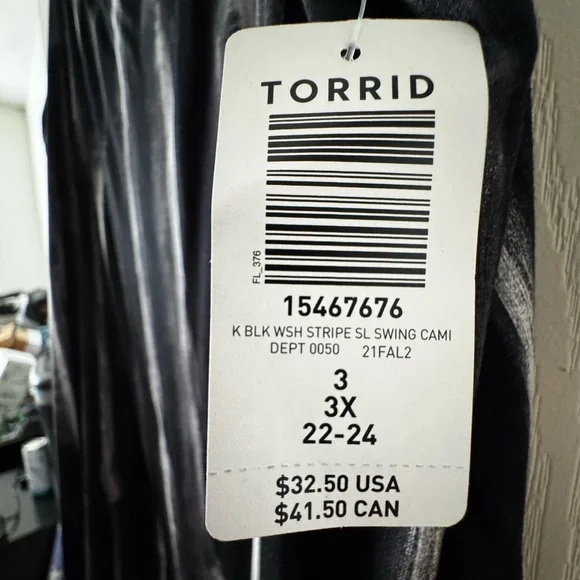 TORRID
FL_376
15467676
K BLK WSH STRIPE SL SWING CAMI
DEPT 0050 21FAL2
3
3X
22-24
$32.50 USA
$41.50 CAN